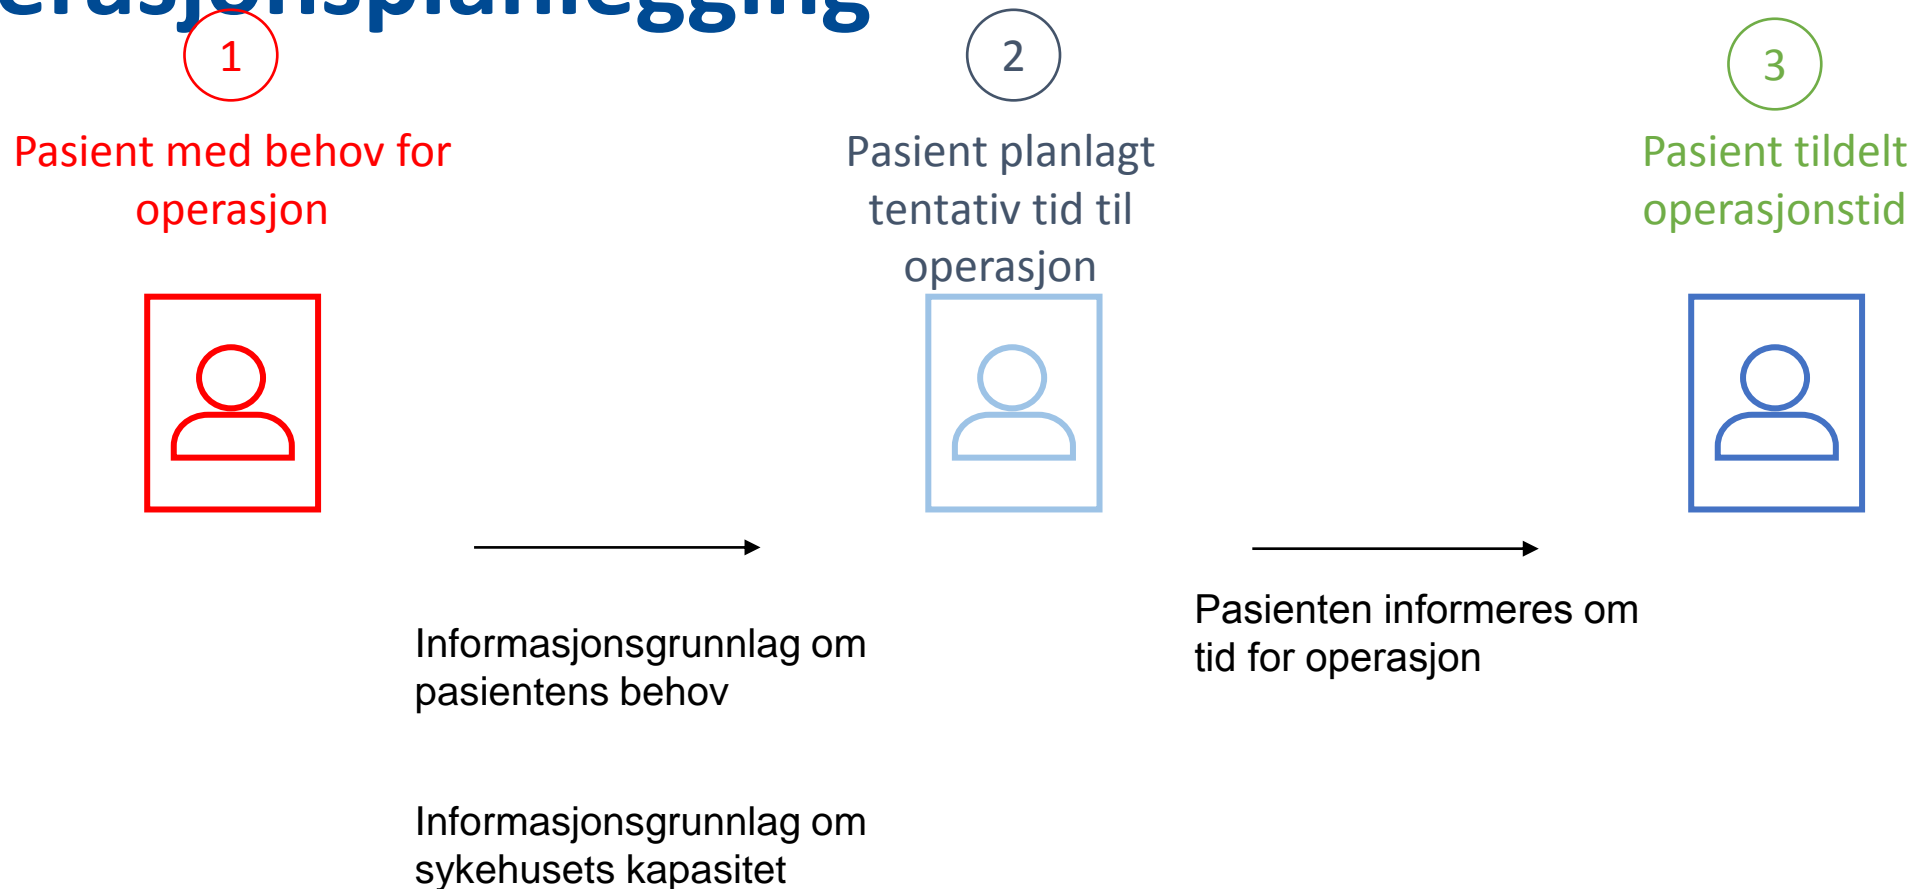 erasjonsplanlegging
1
Pasient med behov for
operasjon
2
Pasient planlagt
tentativ tid til
operasjon
3
Pasient tildelt
operasjonstid
Informasjonsgrunnlag om
pasientens behov
Informasjonsgrunnlag om
sykehusets kapasitet
Pasienten informeres om
tid for operasjon